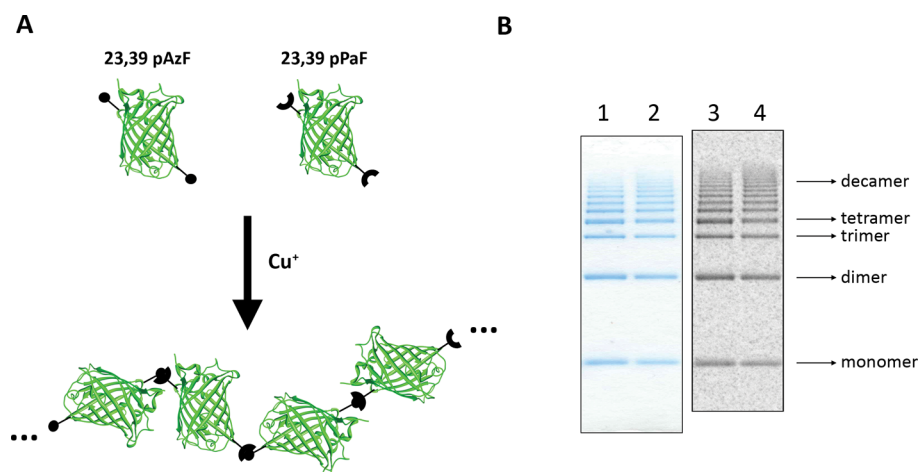 A
B
23,39 pAzF
23,39 pPaF
Cu⁺
1 2 3 4
decamer
tetramer
trimer
dimer
monomer